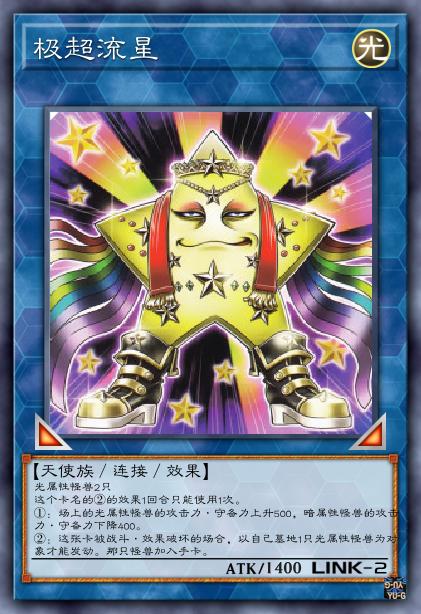 极超流星
光
【天使族／连接／效果】
光属性怪兽2只
这个卡名的②的效果1回合只能使用1次。
①：场上的光属性怪兽的攻击力・守备力上升500，暗属性怪兽的攻击
力・守备力下降400。
②：这张卡被战斗・效果破坏的场合，以自己墓地1只光属性怪兽为对
象才能发动。那只怪兽加入手卡。
ATK/1400 LINK-2